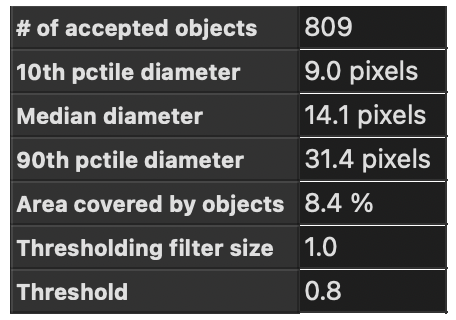 # of accepted objects 809
10th pctile diameter 9.0 pixels
Median diameter 14.1 pixels
90th pctile diameter 31.4 pixels
Area covered by objects 8.4 %
Thresholding filter size 1.0
Threshold 0.8